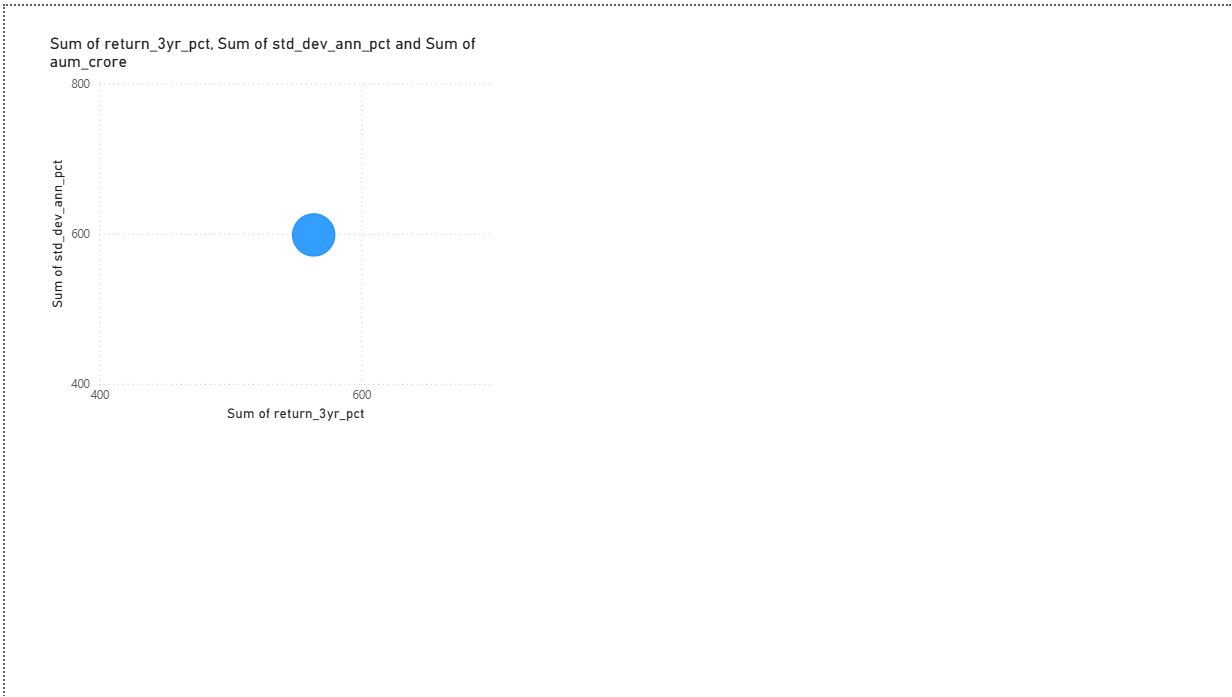 Sum of return_3yr_pct, Sum of std_dev_ann_pct and Sum of
aum_crore
800
Sum of std_dev_ann_pct
600
400
400 600
Sum of return_3yr_pct